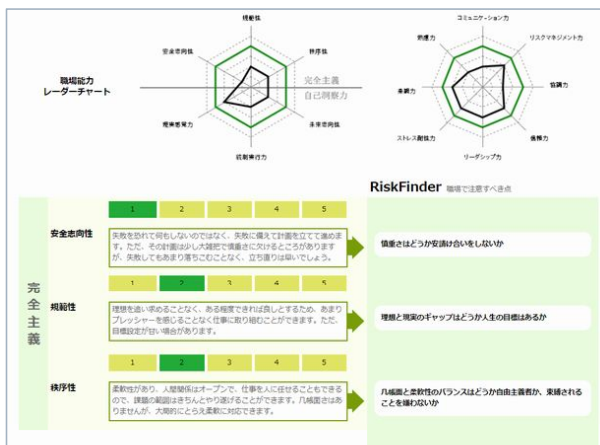 規範性
コミュニケーション力
安全志向性
秩序性
共感力
リスクマネジメント力
職場能力
レーダーチャート
完全主義
自己洞察力
協調力
現実感覚力
未来志向性
ストレス耐性力
統制実行力
リーダーシップ力
RiskFinder 職場で注意すべき点
完全主義
安全志向性
1 2 3 4 5
失敗を恐れて何もしないのではなく、失敗に備えて計画を立てて進めま
す。ただ、その計画は少し大雑把で慎重さに欠けるところがあります
が、失敗してもあまり落ちこむことなく、立ち直りは早いでしょう。
慎重さはどうか安請け合いをしないか
規範性
1 2 3 4 5
理想を追い求めることなく、ある程度できれば良しとするため、あまり
プレッシャーを感じることなく仕事に取り組むことができます。ただ、
目標設定が甘い場合があります。
理想と現実のギャップはどうか人生の目標はあるか
秩序性
1 2 3 4 5
柔軟性があり、人間関係はオープンで、仕事を人に任せることもできる
ので、課題の範囲はきちんとやり遂げることができます。几帳面さはあ
りませんが、大局的にとらえ柔軟に対応できます。
几帳面と柔軟性のバランスはどうか自由主義者か、束縛される
ことを嫌わないか